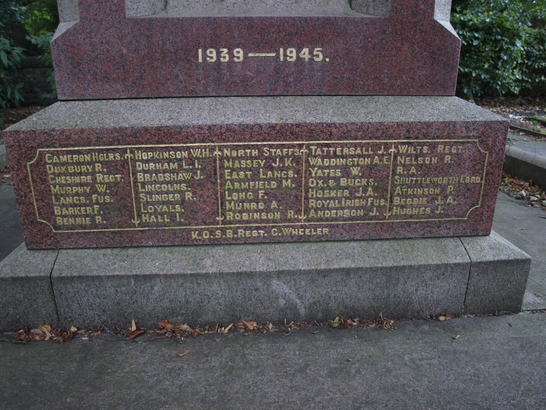 1939—1945.
CAMERON HGLRS.
DUXBURY R.
CHESHIRE REGT.
MURPHY W.
LANCS. FUS.
BARKER F.
BENNIE R.
HOPKINSON W.H.
DURHAM L.I.
BRADSHAW J.
LINCOLNS.
SLINGER R.
LOYALS.
HALL I.
NORTH STAFFS.
MASSEY J.K.
EAST LANCS.
ARMFIELD M.
LONG F.
MUNRO A.
ROBINSON R.
TATTERSALL J.
WADDINGTON A.E.
YATES W.
OX. & BUCKS.
HOLMER J.A.
ROYAL IRISH FUS.
ANDERSON J.
WILTS. REGT.
NELSON R.
R.A.
SHUTTLEWORTH LORD
ATKINSON P.
BEDDIE J.A.
HUGHES J.
K.O.S.B. REGT. C. WHEELER